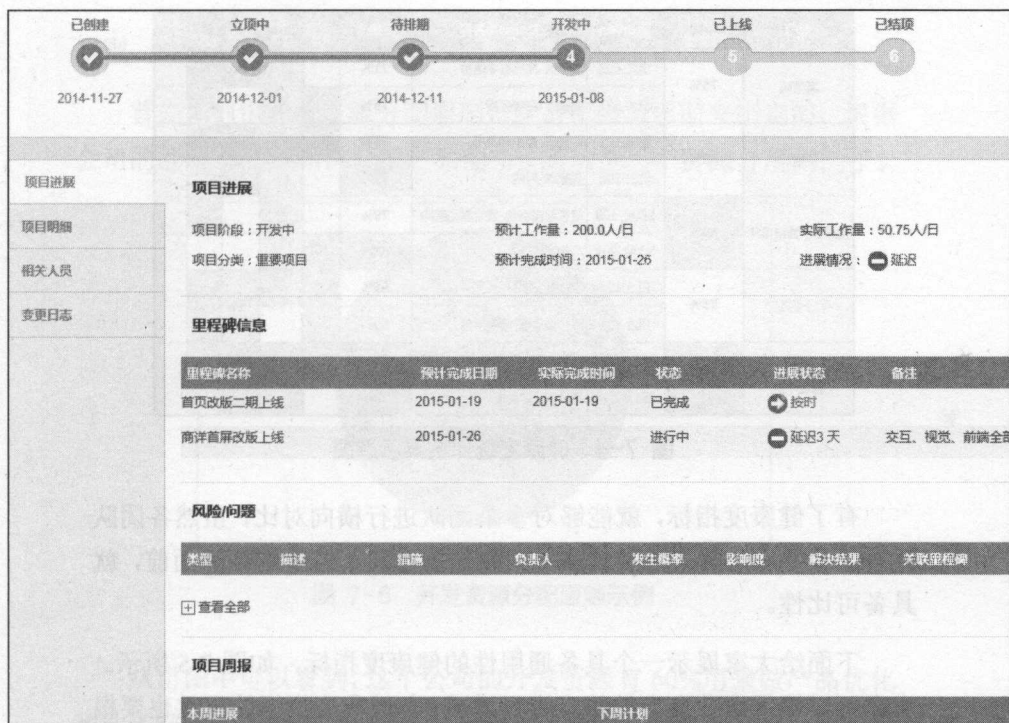 已创建 立项中 待排期 开发中 已上线 已结项
4 5 6
2014-11-27 2014-12-01 2014-12-11 2015-01-08
项目进展
项目明细
相关人员
变更日志
项目进展
项目阶段：开发中 预计工作量：200.0人/日 实际工作量：50.75人/日
项目分类：重要项目 预计完成时间：2015-01-26 进展情况： 延迟
里程碑信息
里程碑名称 预计完成日期 实际完成时间 状态 进展状态 备注
首页改版二期上线 2015-01-19 2015-01-19 已完成 按时
商详首屏改版上线 2015-01-26 进行中 延迟3 天 交互、视觉、前端全部
风险/问题
类型 描述 措施 负责人 发生概率 影响度 解决结果 关联里程碑
查看全部
项目周报
本周进展 下周计划